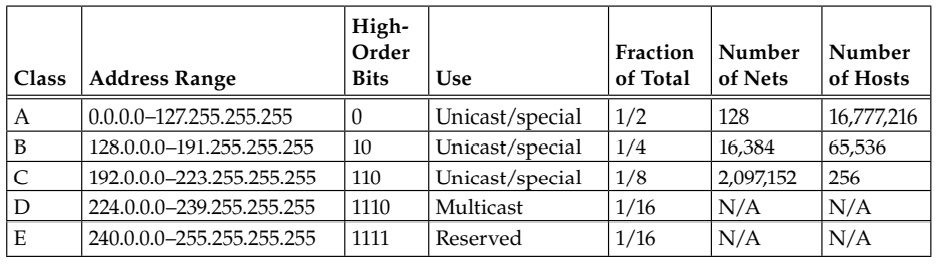 High-
Order Fraction Number Number
Class Address Range Bits Use of Total of Nets of Hosts
A 0.0.0.0–127.255.255.255 0 Unicast/special 1/2 128 16,777,216
B 128.0.0.0–191.255.255.255 10 Unicast/special 1/4 16,384 65,536
C 192.0.0.0–223.255.255.255 110 Unicast/special 1/8 2,097,152 256
D 224.0.0.0–239.255.255.255 1110 Multicast 1/16 N/A N/A
E 240.0.0.0–255.255.255.255 1111 Reserved 1/16 N/A N/A